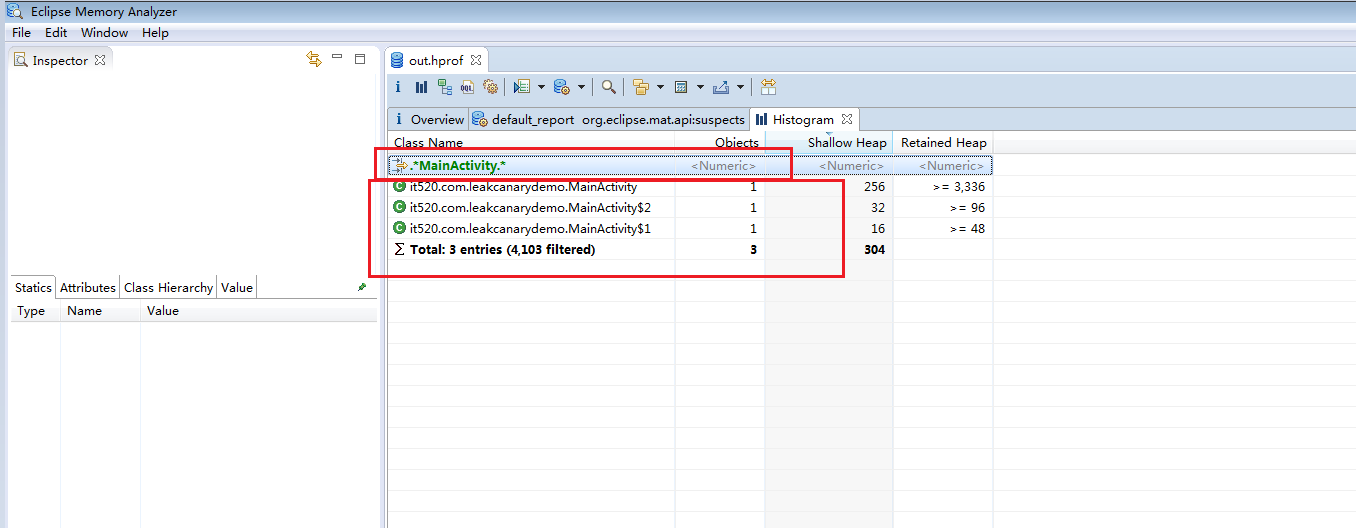 Eclipse Memory Analyzer
File Edit Window Help
Inspector
out.hprof
i OQL
i Overview default_report org.eclipse.mat.api:suspects Histogram
Class Name Objects Shallow Heap Retained Heap
.*MainActivity.* <Numeric> <Numeric> <Numeric>
C it520.com.leakcanarydemo.MainActivity 1 256 >= 3,336
C it520.com.leakcanarydemo.MainActivity$2 1 32 >= 96
C it520.com.leakcanarydemo.MainActivity$1 1 16 >= 48
Σ Total: 3 entries (4,103 filtered) 3 304
Statics Attributes Class Hierarchy Value
Type Name Value